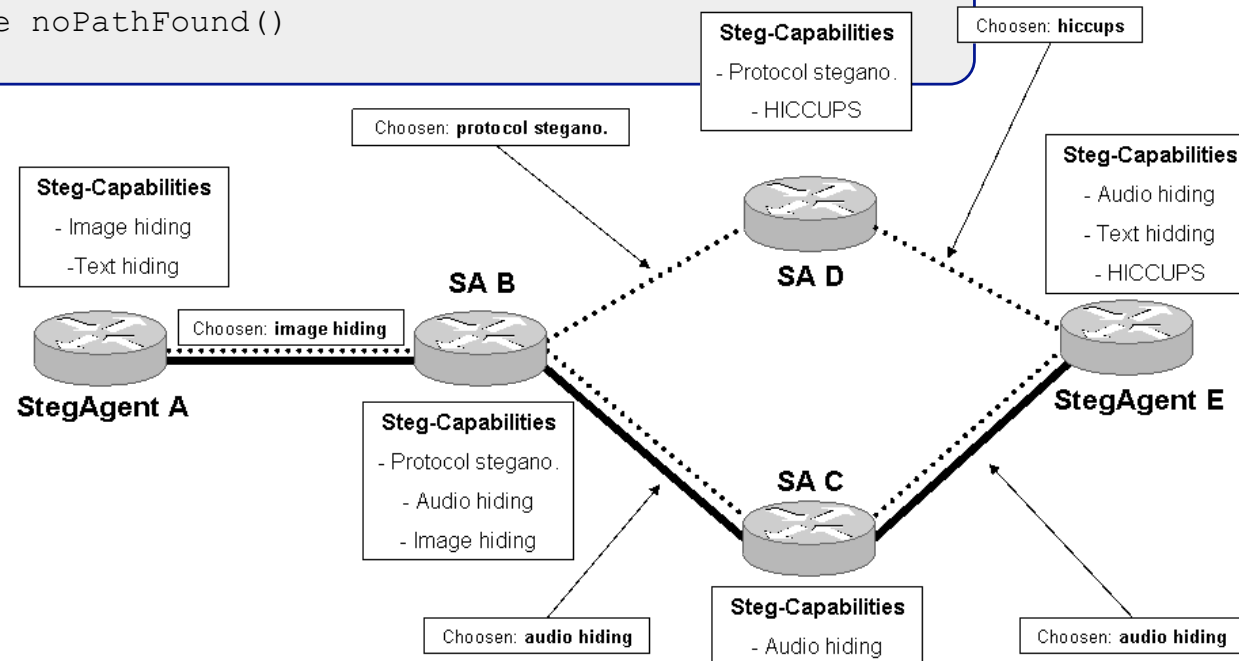 e noPathFound()
Steg-Capabilities
- Protocol stegano.
- HICCUPS
Choosen: hiccups
Choosen: protocol stegano.
Steg-Capabilities
- Image hiding
-Text hiding
Steg-Capabilities
- Audio hiding
- Text hidding
- HICCUPS
SA B
SA D
Choosen: image hiding
StegAgent A
StegAgent E
Steg-Capabilities
- Protocol stegano.
- Audio hiding
- Image hiding
SA C
Steg-Capabilities
- Audio hiding
Choosen: audio hiding
Choosen: audio hiding